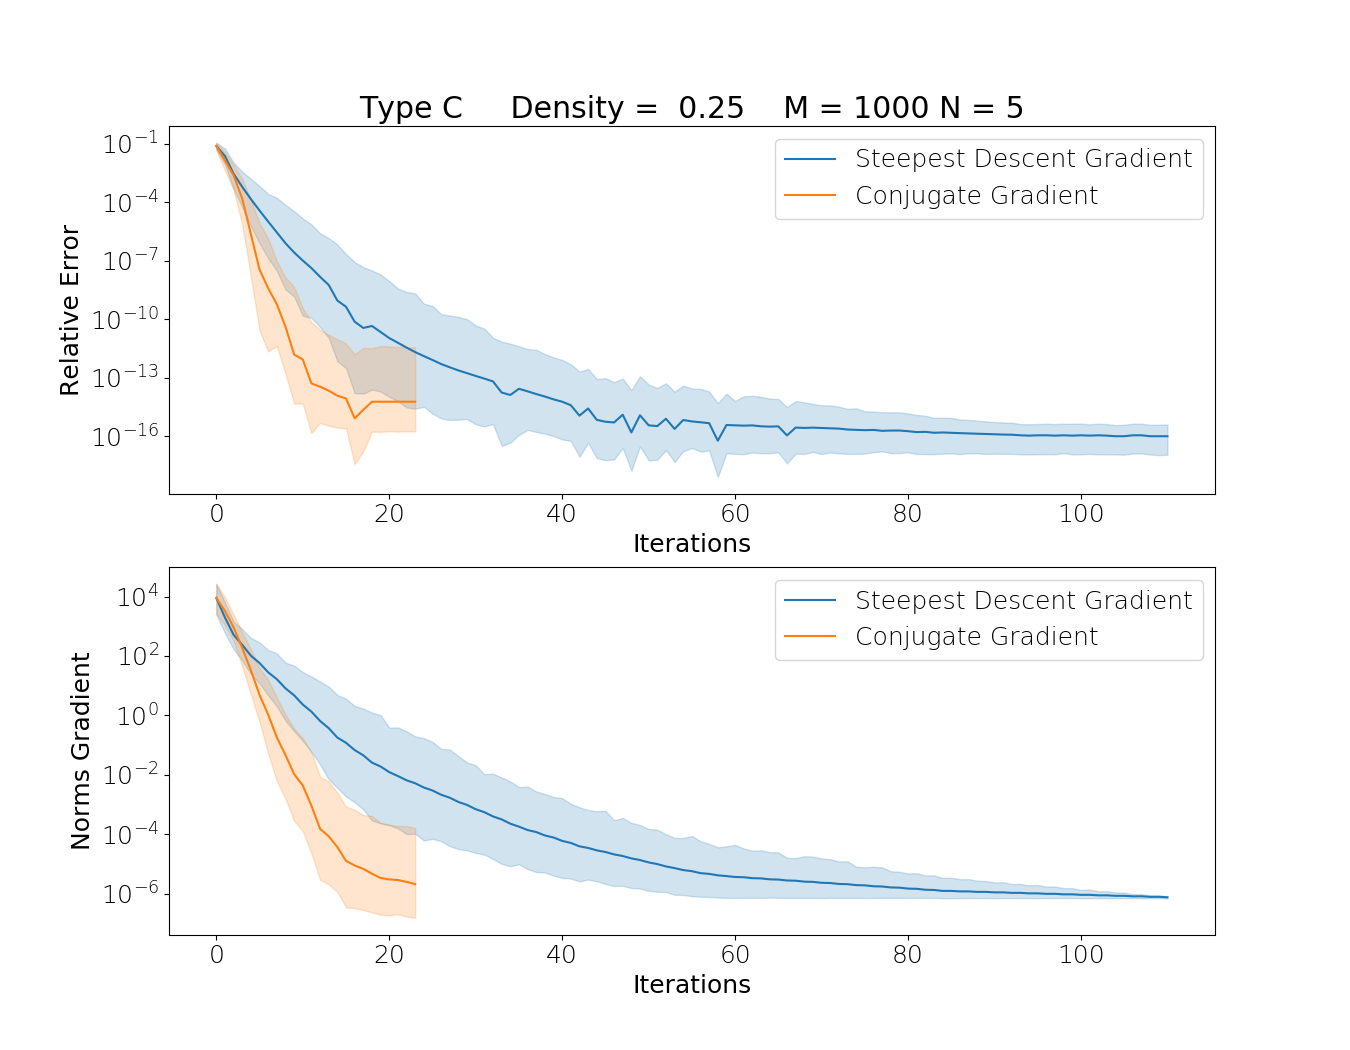 Type C Density = 0.25 M = 1000 N = 5
Relative Error
10^-1
10^-4
10^-7
10^-10
10^-13
10^-16
Steepest Descent Gradient
Conjugate Gradient
0 20 40 60 80 100
Iterations
Norms Gradient
10^4
10^2
10^0
10^-2
10^-4
10^-6
Steepest Descent Gradient
Conjugate Gradient
0 20 40 60 80 100
Iterations